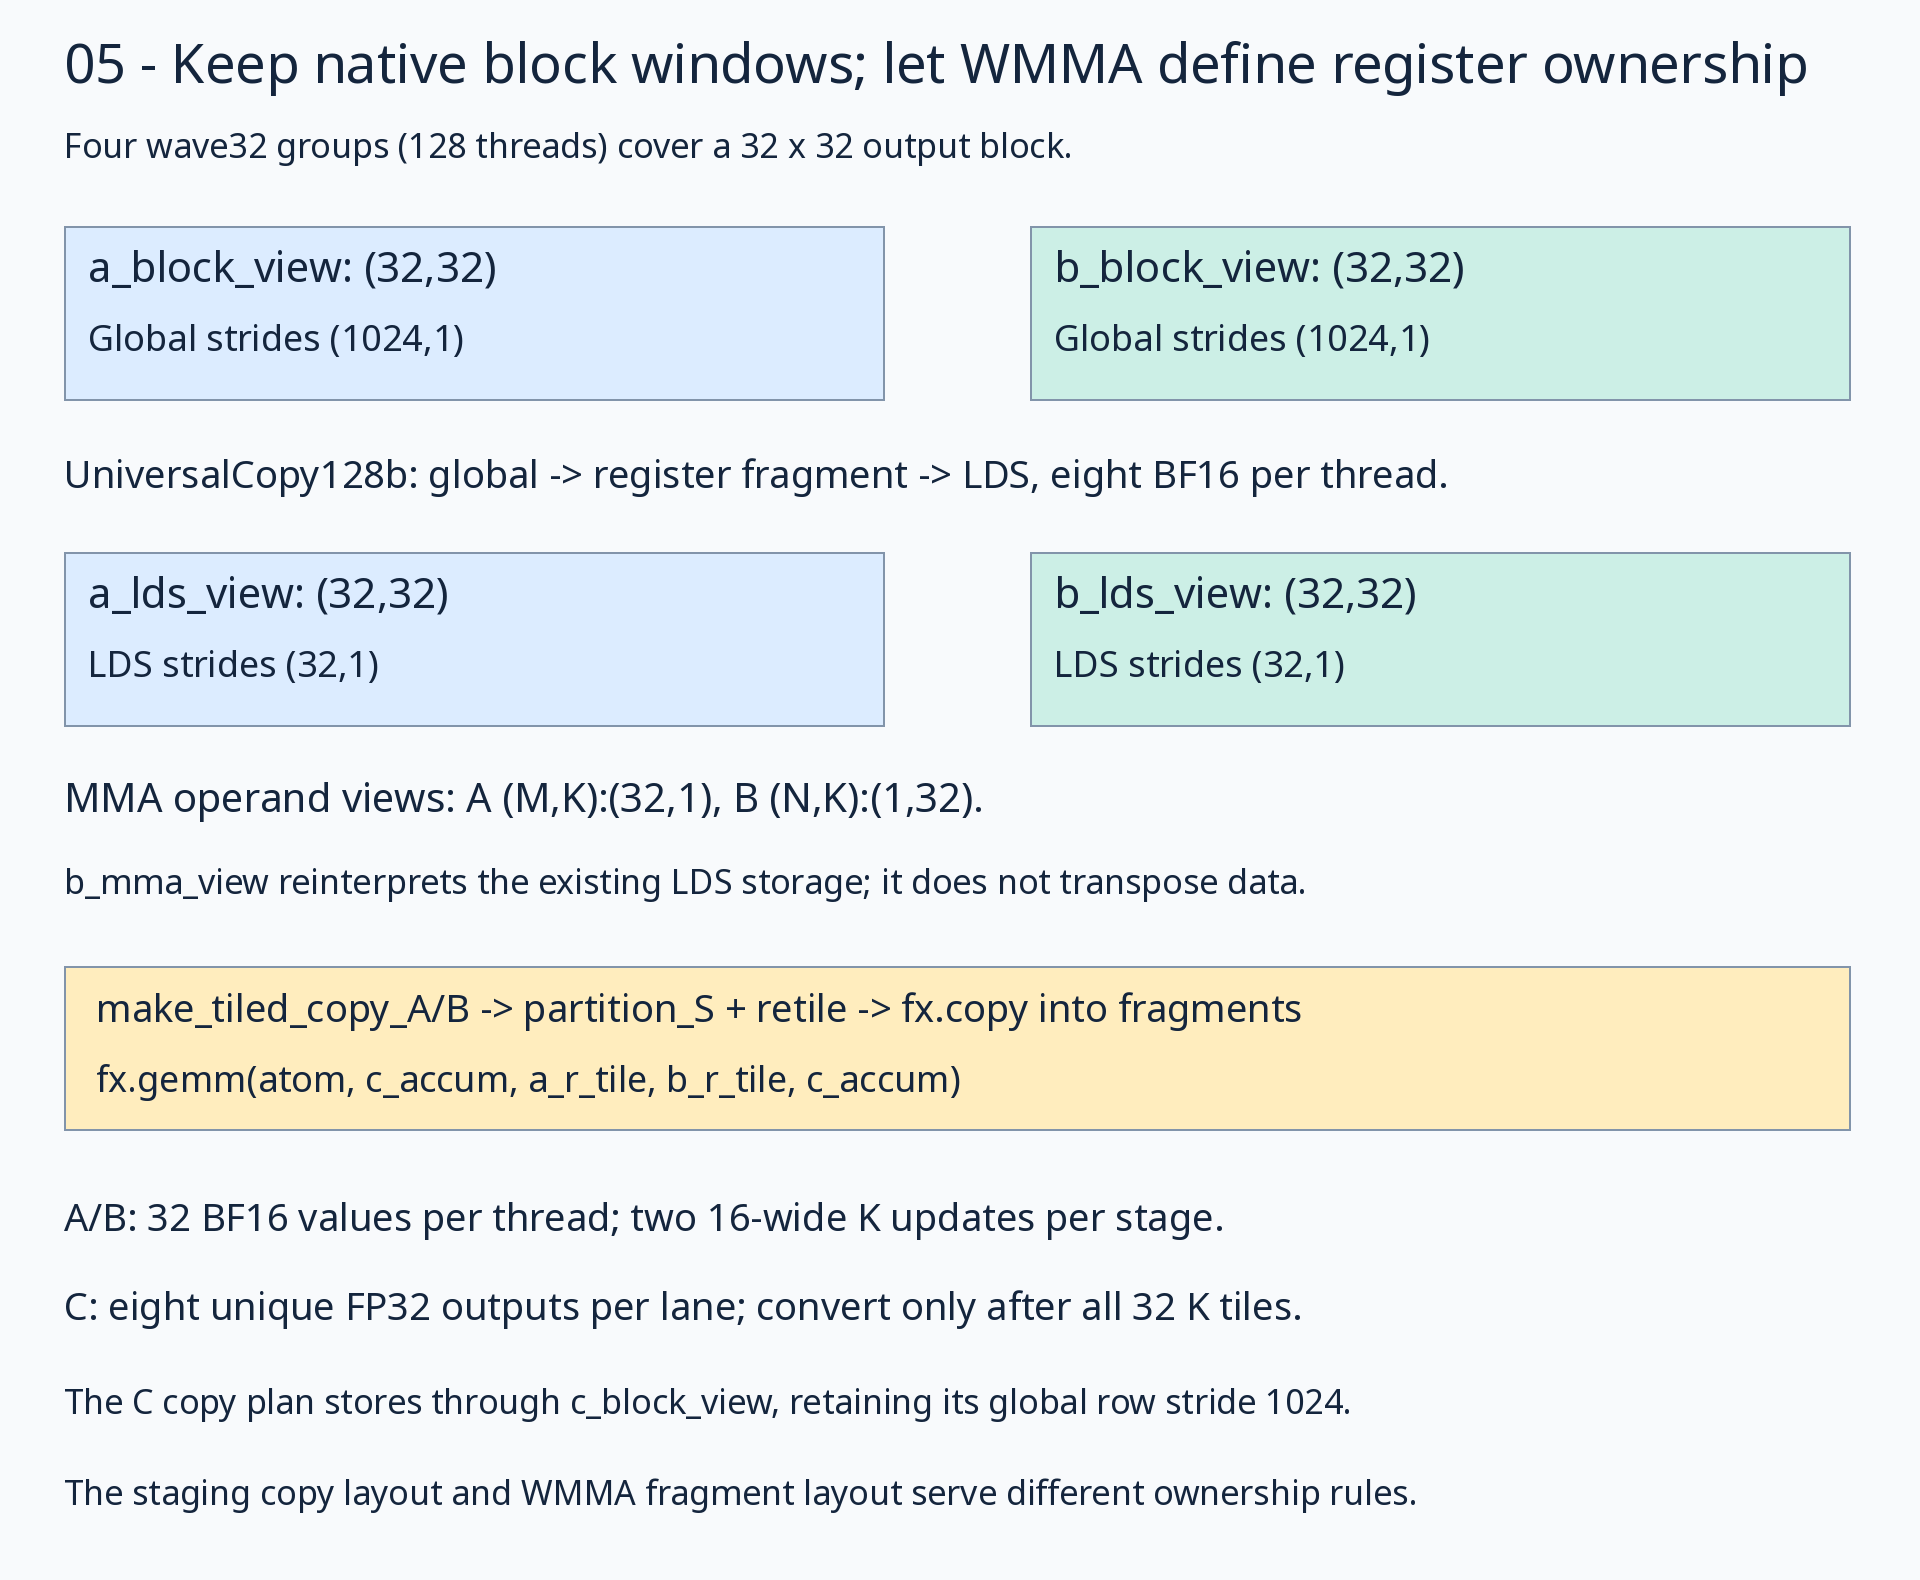 05 - Keep native block windows; let WMMA define register ownership
Four wave32 groups (128 threads) cover a 32 x 32 output block.
a_block_view: (32,32)
Global strides (1024,1)
b_block_view: (32,32)
Global strides (1024,1)
UniversalCopy128b: global -> register fragment -> LDS, eight BF16 per thread.
a_lds_view: (32,32)
LDS strides (32,1)
b_lds_view: (32,32)
LDS strides (32,1)
MMA operand views: A (M,K):(32,1), B (N,K):(1,32).
b_mma_view reinterprets the existing LDS storage; it does not transpose data.
make_tiled_copy_A/B -> partition_S + retile -> fx.copy into fragments
fx.gemm(atom, c_accum, a_r_tile, b_r_tile, c_accum)
A/B: 32 BF16 values per thread; two 16-wide K updates per stage.
C: eight unique FP32 outputs per lane; convert only after all 32 K tiles.
The C copy plan stores through c_block_view, retaining its global row stride 1024.
The staging copy layout and WMMA fragment layout serve different ownership rules.